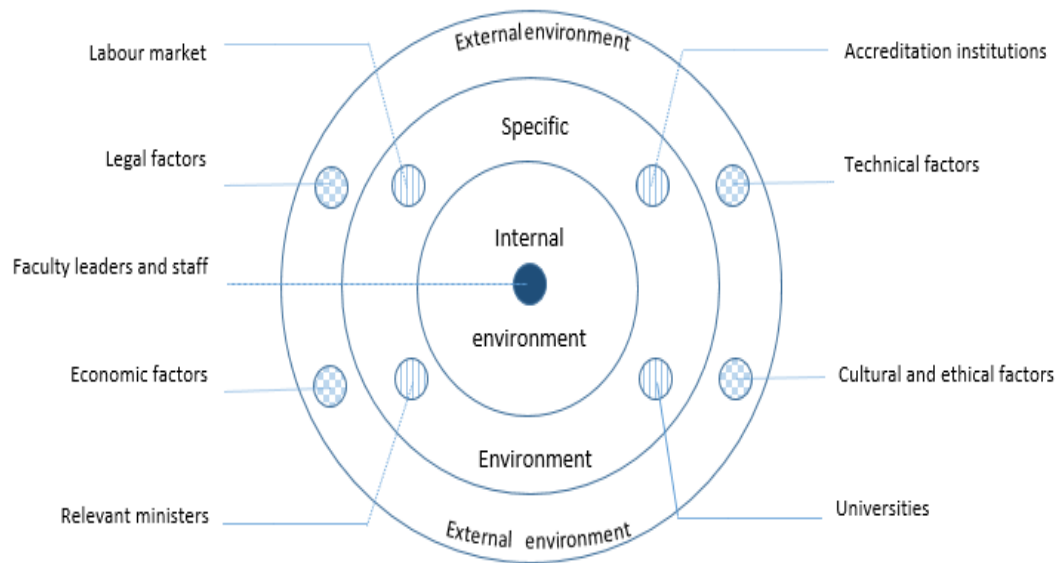 External environment
Labour market
Accreditation institutions
Specific
Legal factors
Technical factors
Internal
Faculty leaders and staff
environment
Economic factors
Cultural and ethical factors
Environment
Relevant ministers
Universities
External environment